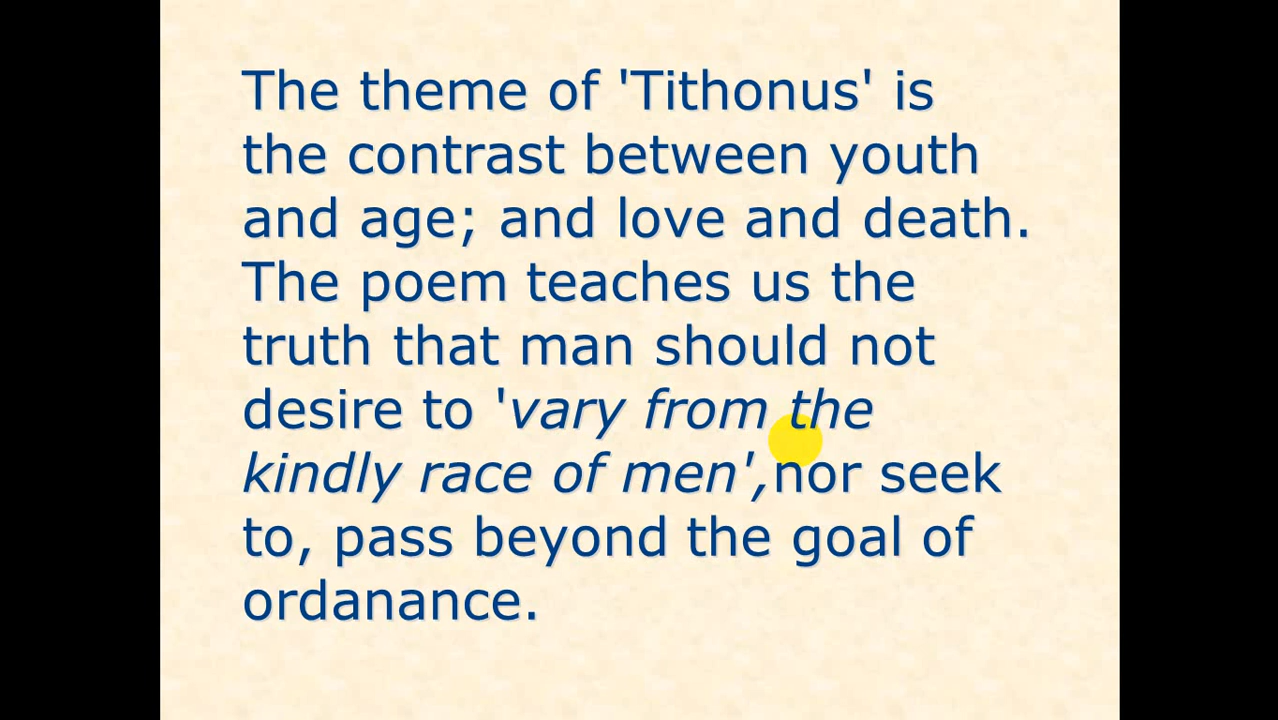 The theme of 'Tithonus' is
the contrast between youth
and age; and love and death.
The poem teaches us the
truth that man should not
desire to 'vary from the
kindly race of men',nor seek
to, pass beyond the goal of
ordanance.